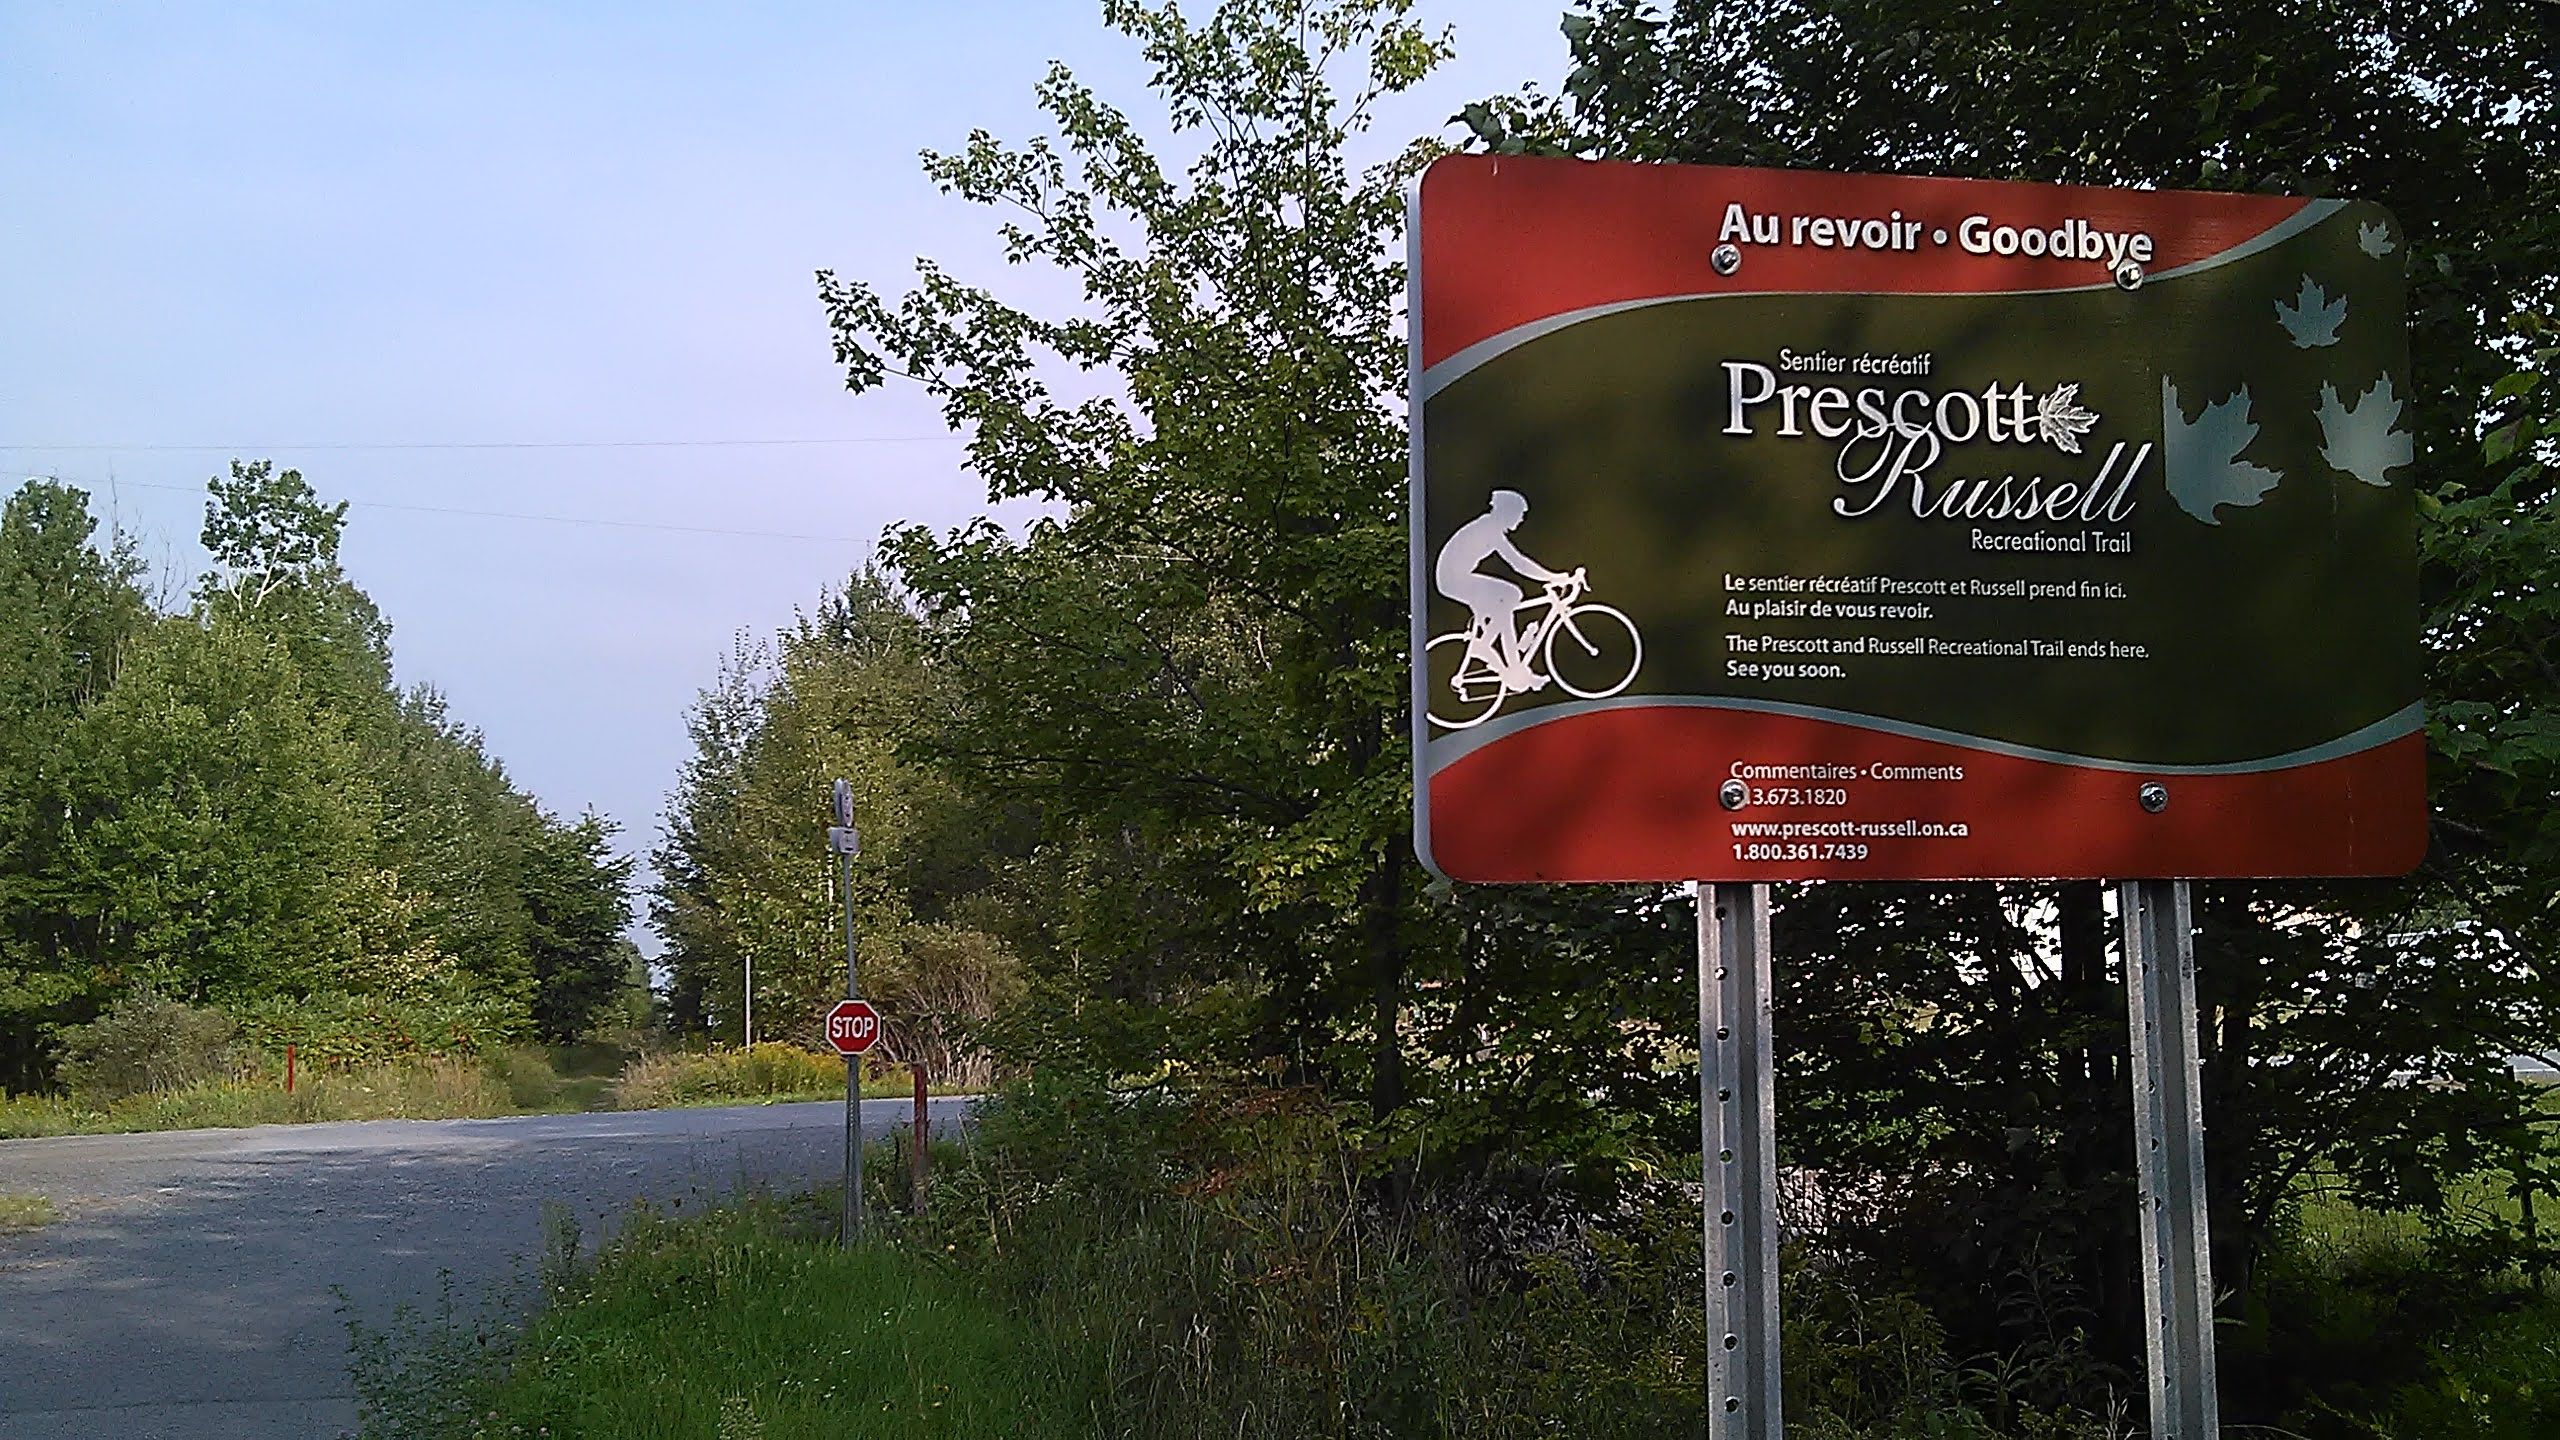 Au revoir • Goodbye
Sentier récréatif
Prescott
Russell
Recreational Trail
Le sentier récréatif Prescott et Russell prend fin ici.
Au plaisir de vous revoir.
The Prescott and Russell Recreational Trail ends here.
See you soon.
Commentaires • Comments
13.673.1820
www.prescott-russell.on.ca
1.800.361.7439
STOP